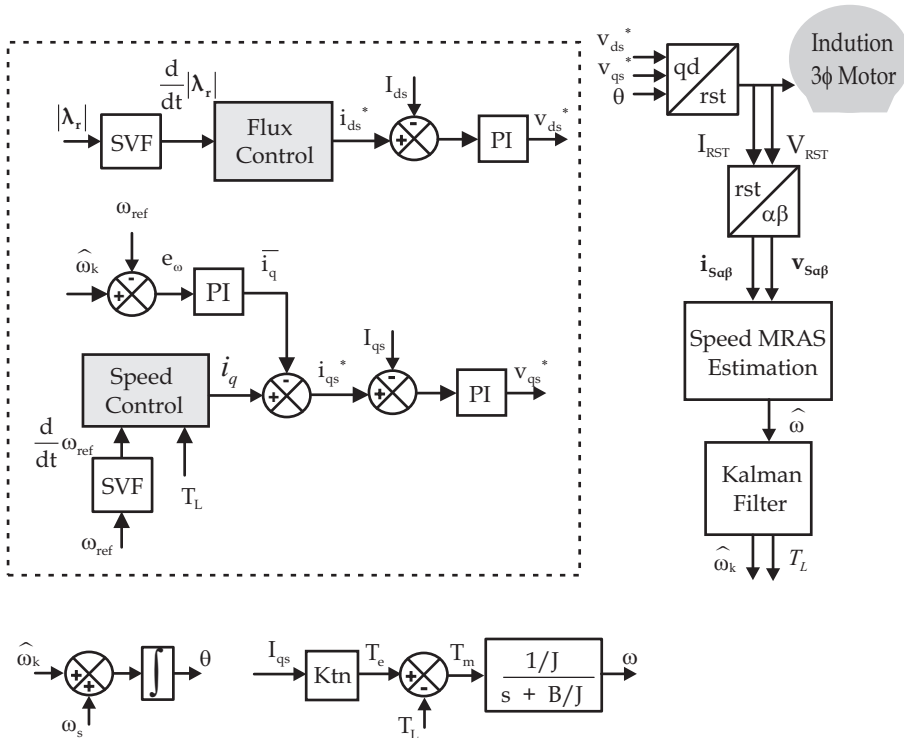 |λr|
SVF
d/dt |λr|
Flux Control
ids*
Ids
-
+
PI
vds*
ωref
ω̂k
-
+
eω
PI
iq‾
Speed Control
iq
-
+
iqs*
Iqs
-
+
PI
vqs*
d/dt ωref
SVF
TL
ωref
vds*
vqs*
θ
qd
rst
Indution
3ϕ Motor
IRST
VRST
rst
αβ
iSαβ
vSαβ
Speed MRAS
Estimation
ω̂
Kalman
Filter
ω̂k
TL
ω̂k
+
+
ωs
∫
θ
Iqs
Ktn
Te
+
-
TL
Tm
1/J
s + B/J
ω